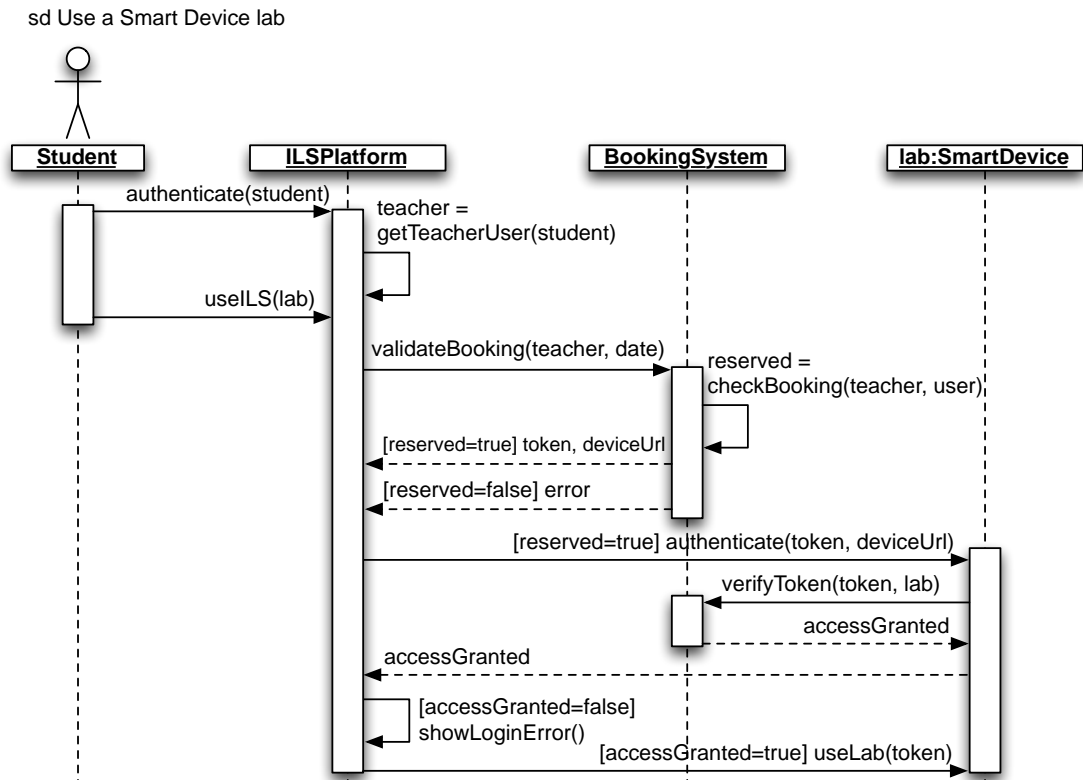 sd Use a Smart Device lab
Student
ILSPlatform
BookingSystem
lab:SmartDevice
authenticate(student)
teacher =
getTeacherUser(student)
useILS(lab)
validateBooking(teacher, date)
reserved =
checkBooking(teacher, user)
[reserved=true] token, deviceUrl
[reserved=false] error
[reserved=true] authenticate(token, deviceUrl)
verifyToken(token, lab)
accessGranted
accessGranted
[accessGranted=false]
showLoginError()
[accessGranted=true] useLab(token)